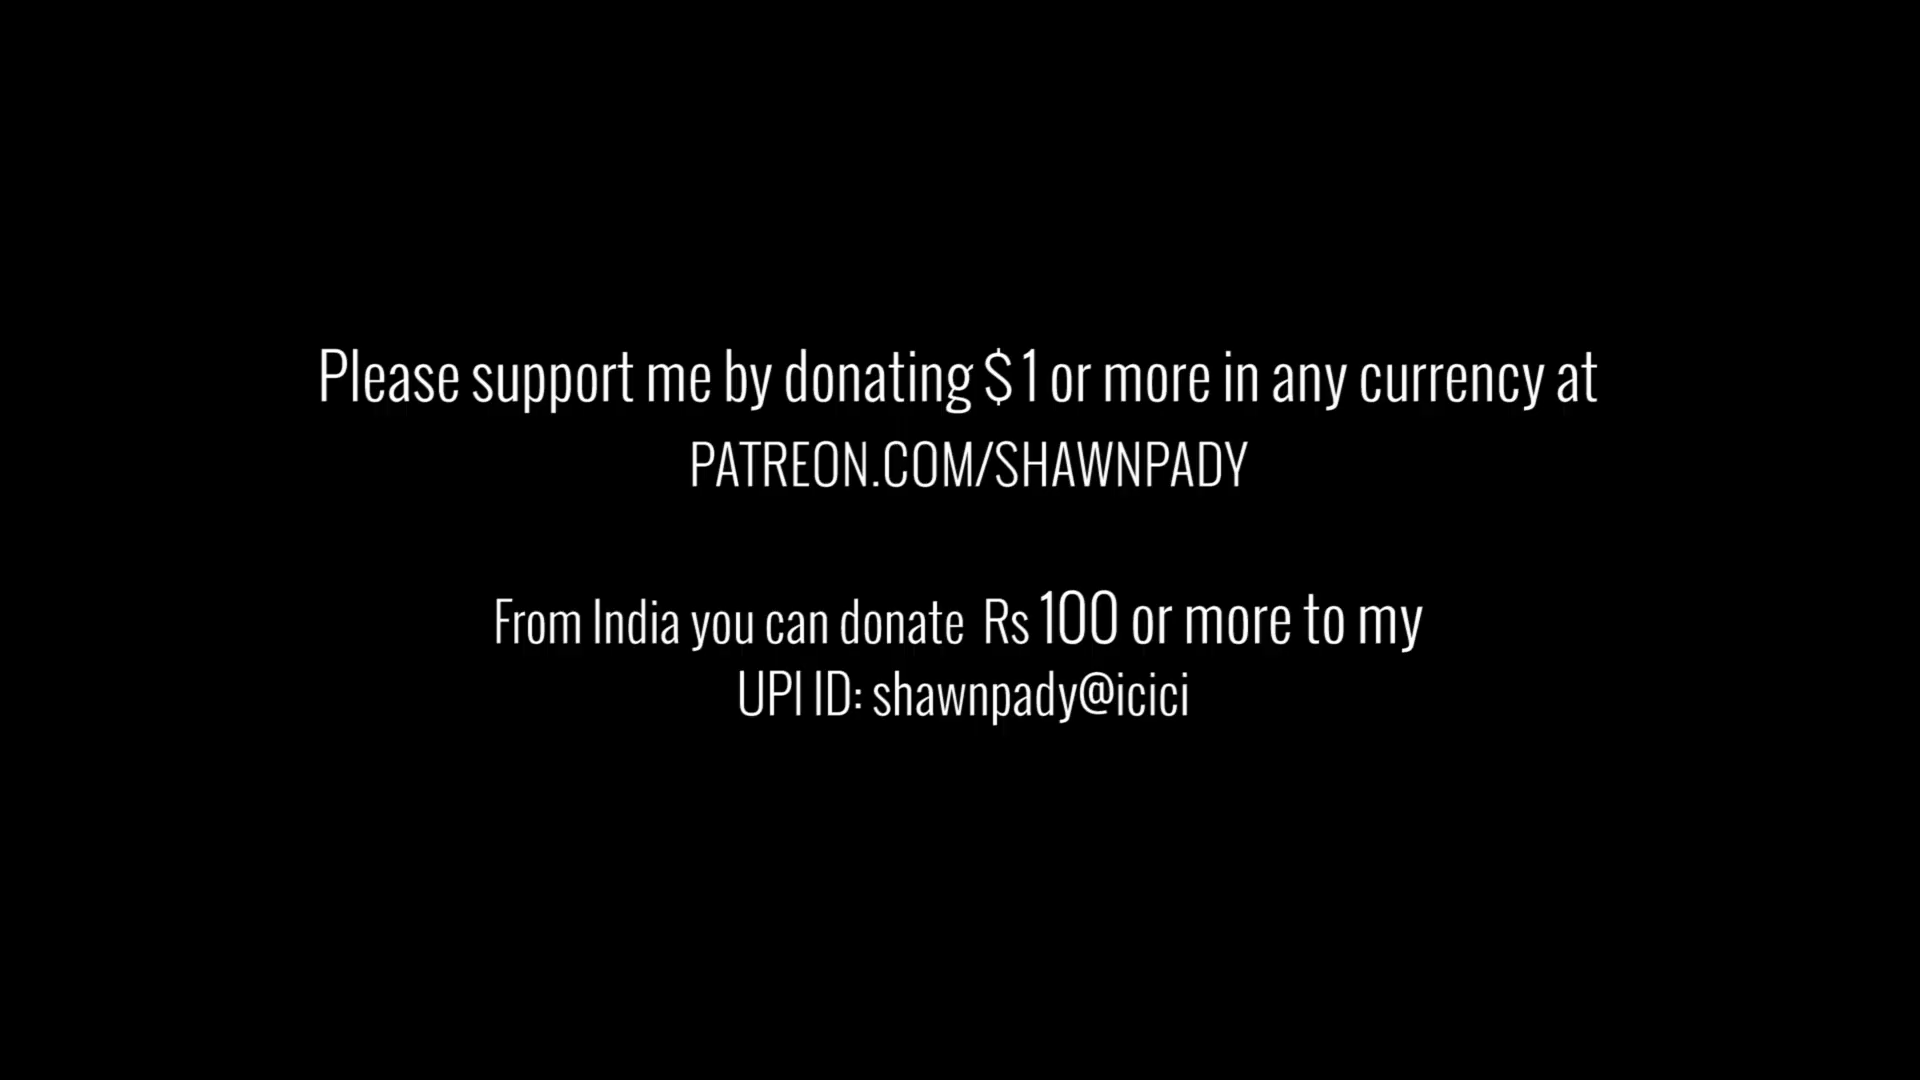 Please support me by donating $1 or more in any currency at
PATREON.COM/SHAWNPADY
From India you can donate Rs 100 or more to my
UPI ID: shawnpady@icici